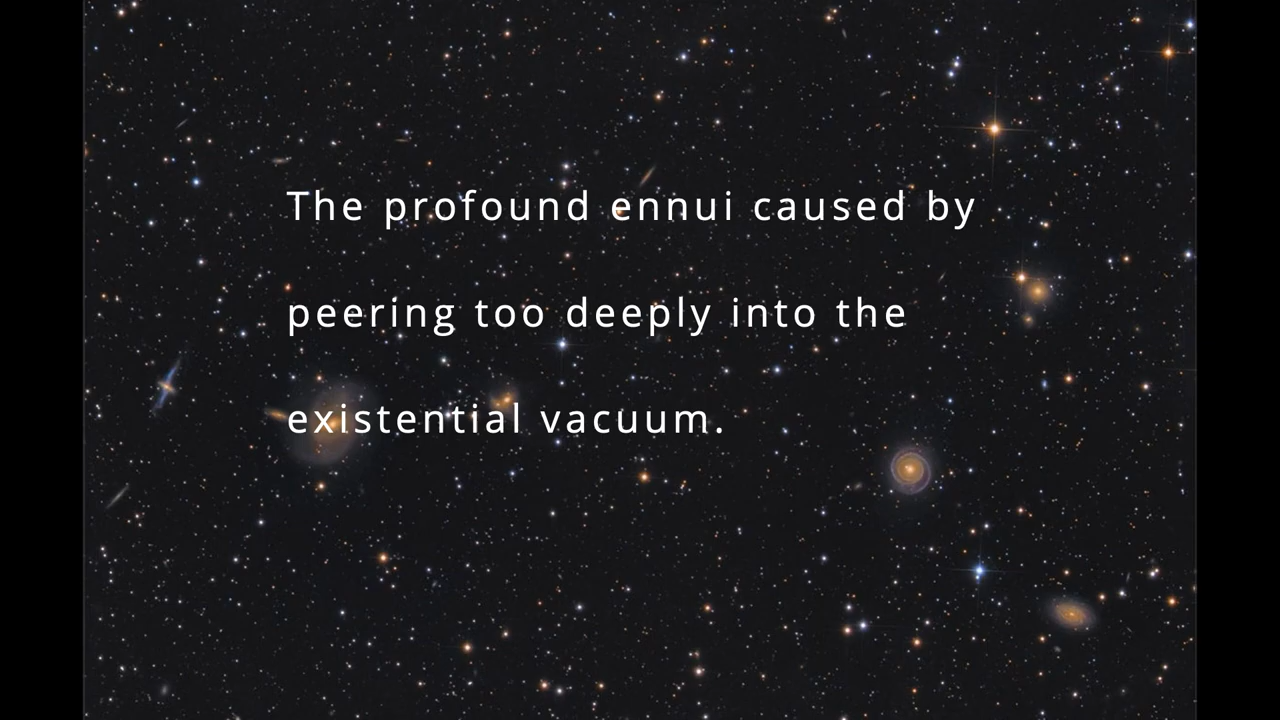 The profound ennui caused by
peering too deeply into the
existential vacuum.